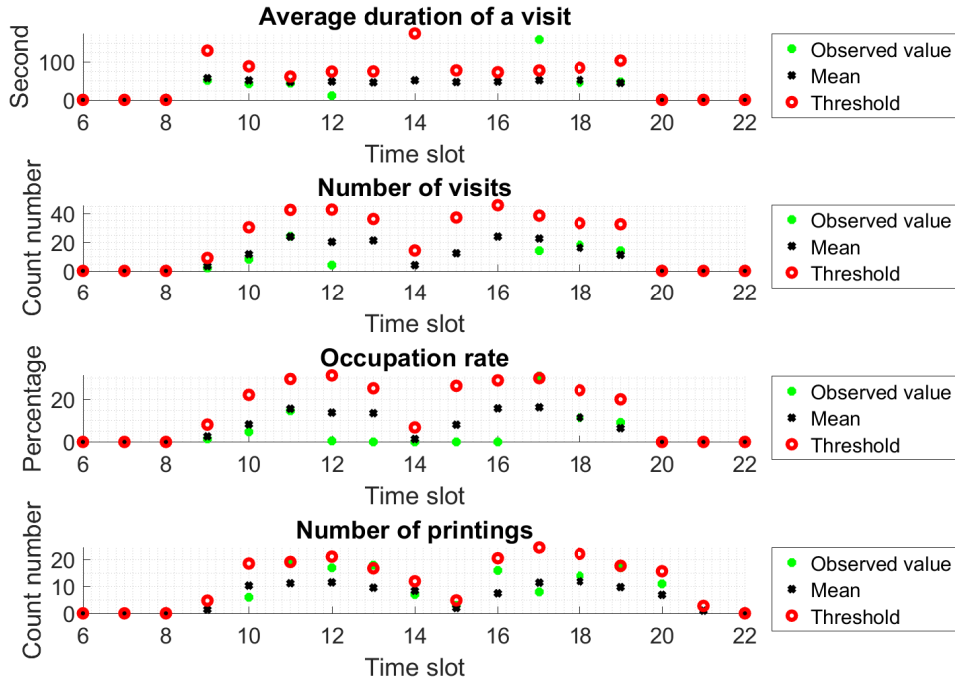 Average duration of a visit
Second
100
0
6 8 10 12 14 16 18 20 22
Time slot
Observed value
Mean
Threshold
Number of visits
Count number
40
20
0
6 8 10 12 14 16 18 20 22
Time slot
Observed value
Mean
Threshold
Occupation rate
Percentage
20
0
6 8 10 12 14 16 18 20 22
Time slot
Observed value
Mean
Threshold
Number of printings
Count number
20
10
0
6 8 10 12 14 16 18 20 22
Time slot
Observed value
Mean
Threshold